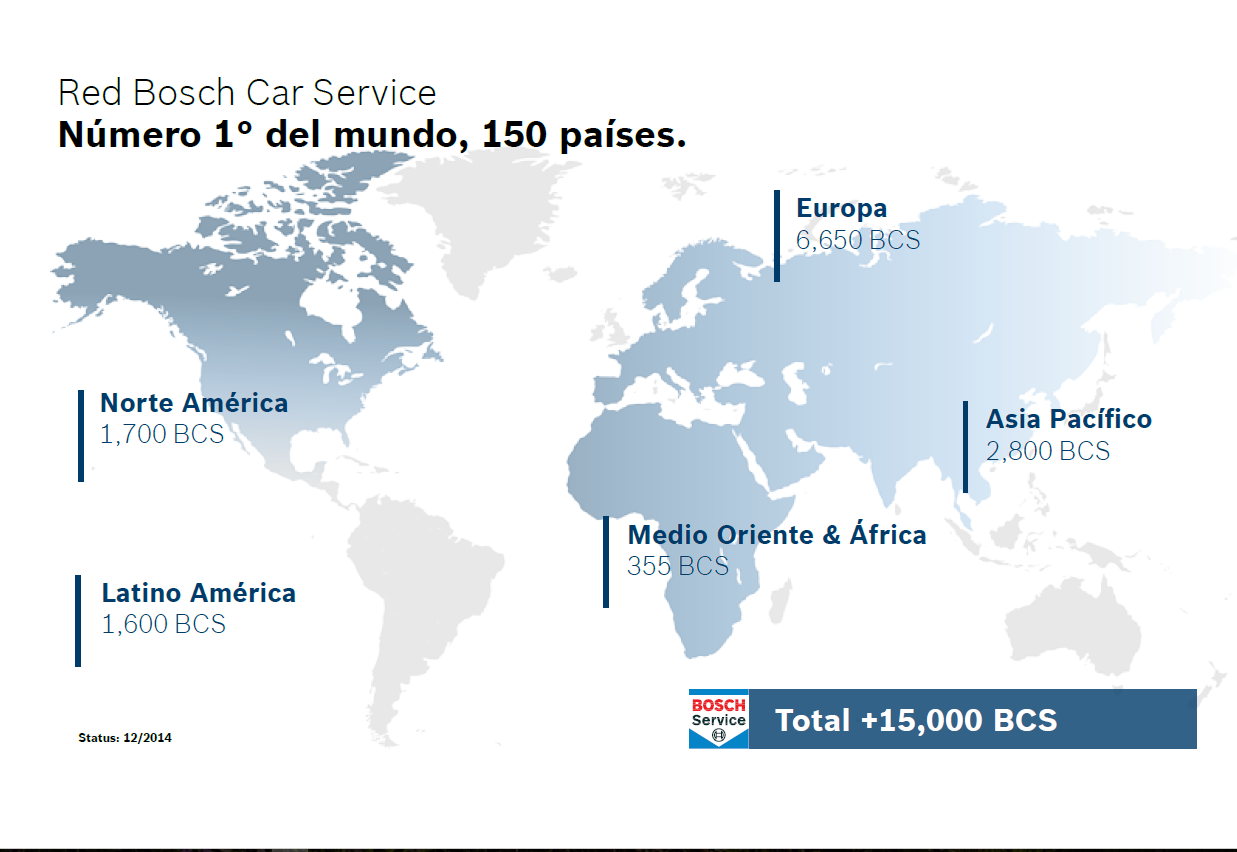 Red Bosch Car Service
Número 1° del mundo, 150 países.
Europa
6,650 BCS
Norte América
1,700 BCS
Asia Pacífico
2,800 BCS
Medio Oriente & África
355 BCS
Latino América
1,600 BCS
BOSCH
Service
Total +15,000 BCS
Status: 12/2014